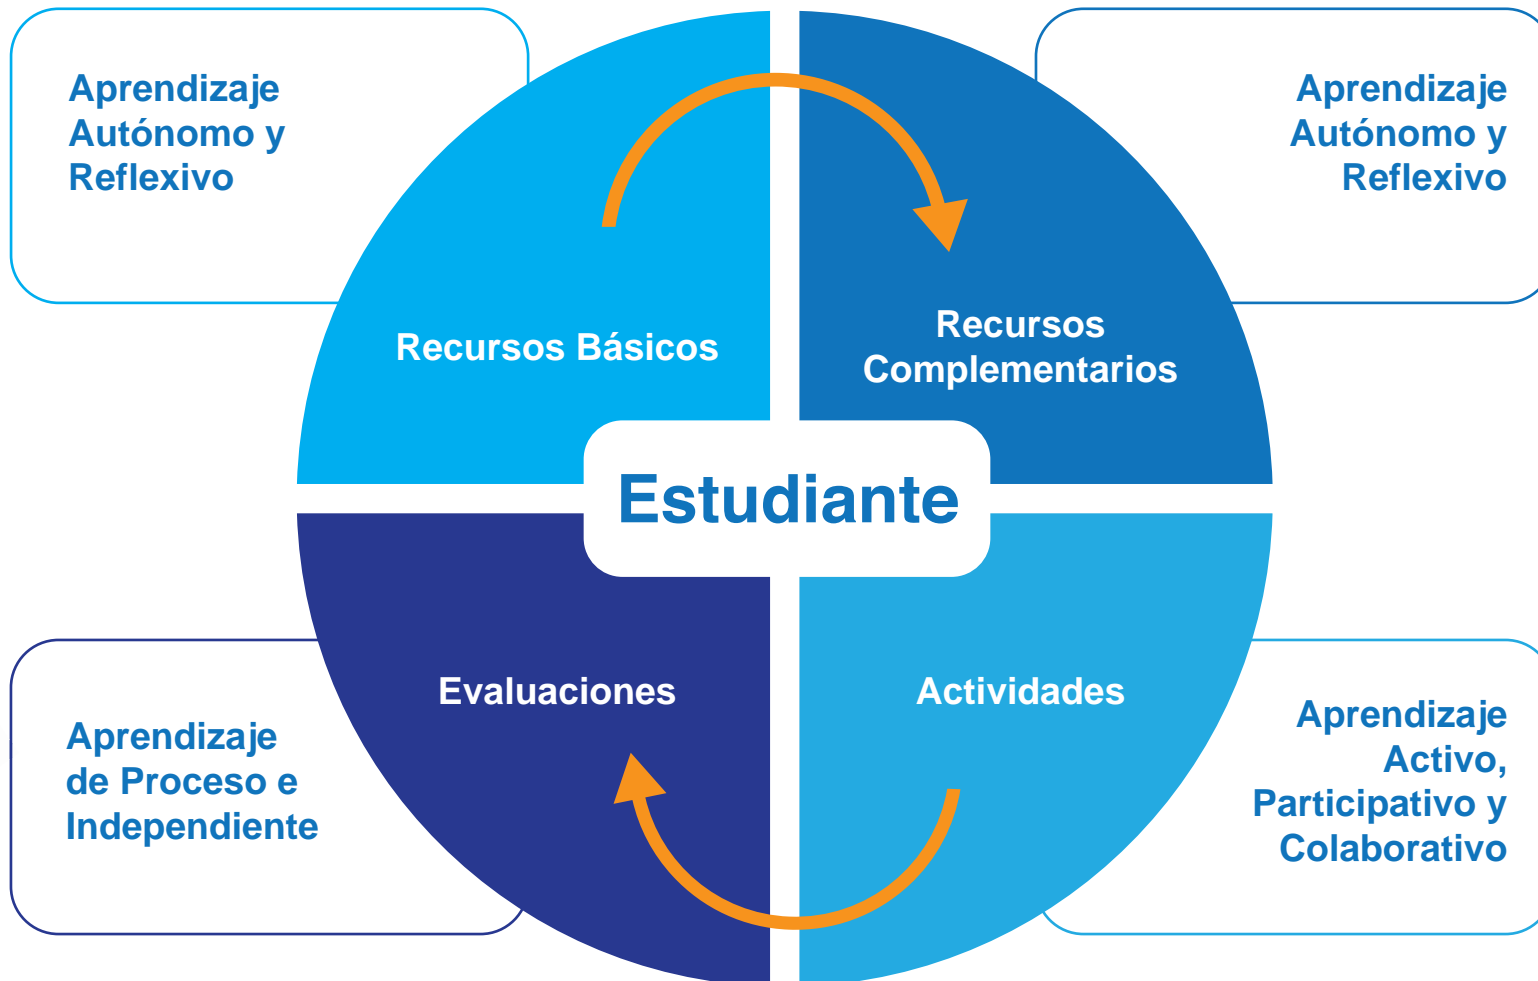 Aprendizaje
Autónomo y
Reflexivo
Aprendizaje
Autónomo y
Reflexivo
Recursos Básicos
Recursos
Complementarios
Estudiante
Evaluaciones
Actividades
Aprendizaje
de Proceso e
Independiente
Aprendizaje
Activo,
Participativo y
Colaborativo